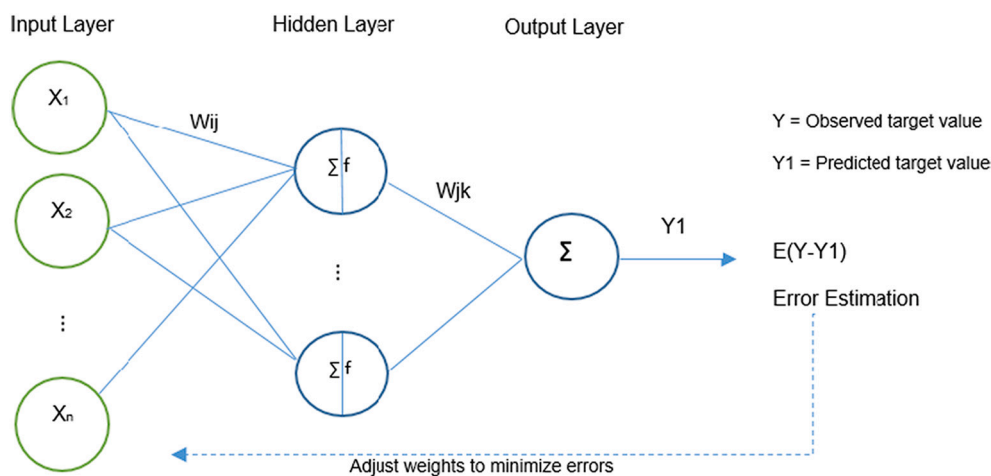 Input Layer
Hidden Layer
Output Layer
X1
Wij
Y = Observed target value
∑ f
Y1 = Predicted target value
X2
Wjk
Y1
∑
E(Y-Y1)
...
...
Error Estimation
∑ f
Xn
Adjust weights to minimize errors